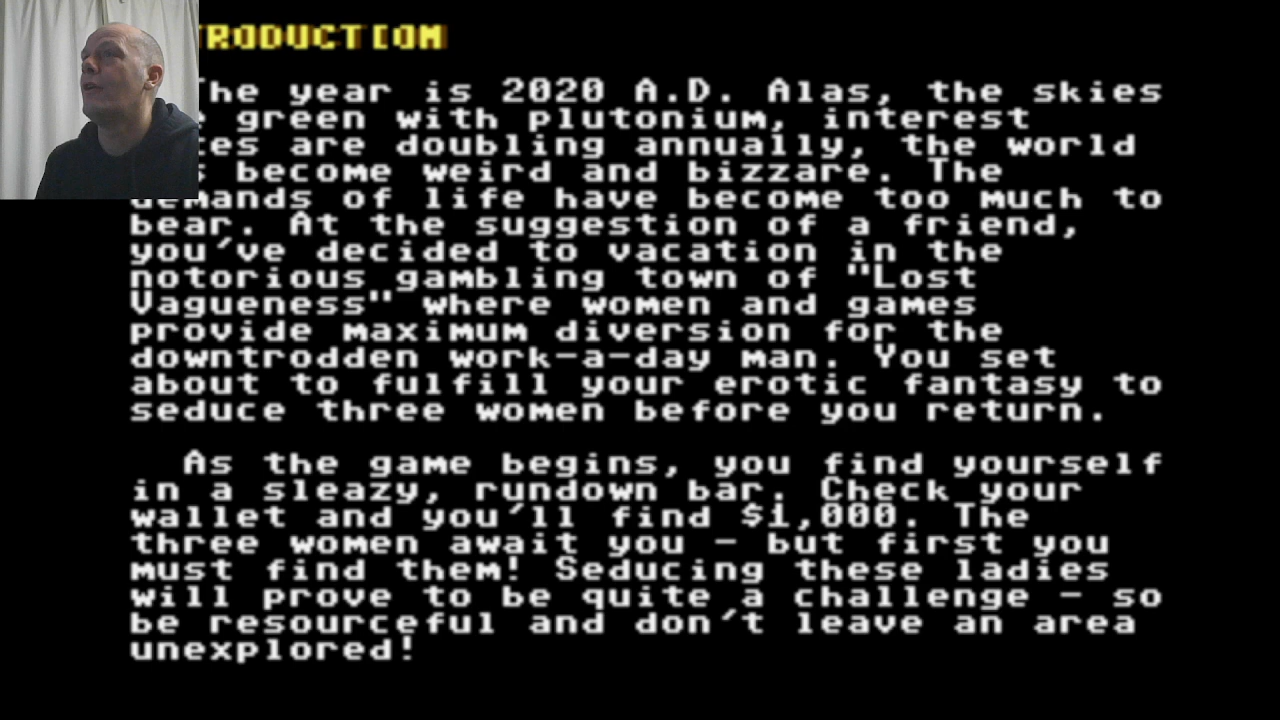 RODUCTION
The year is 2020 A.D. Alas, the skies
green with plutonium, interest
are doubling annually, the world
become weird and bizzare. The
demands of life have become too much to
bear. At the suggestion of a friend,
you've decided to vacation in the
notorious gambling town of "Lost
Vagueness" where women and games
provide maximum diversion for the
downtrodden work-a-day man. You set
about to fulfill your erotic fantasy to
seduce three women before you return.
As the game begins, you find yourself
in a sleazy, rundown bar. Check your
wallet and you'll find $1,000. The
three women await you - but first you
must find them! Seducing these ladies
will prove to be quite a challenge - so
be resourceful and don't leave an area
unexplored!